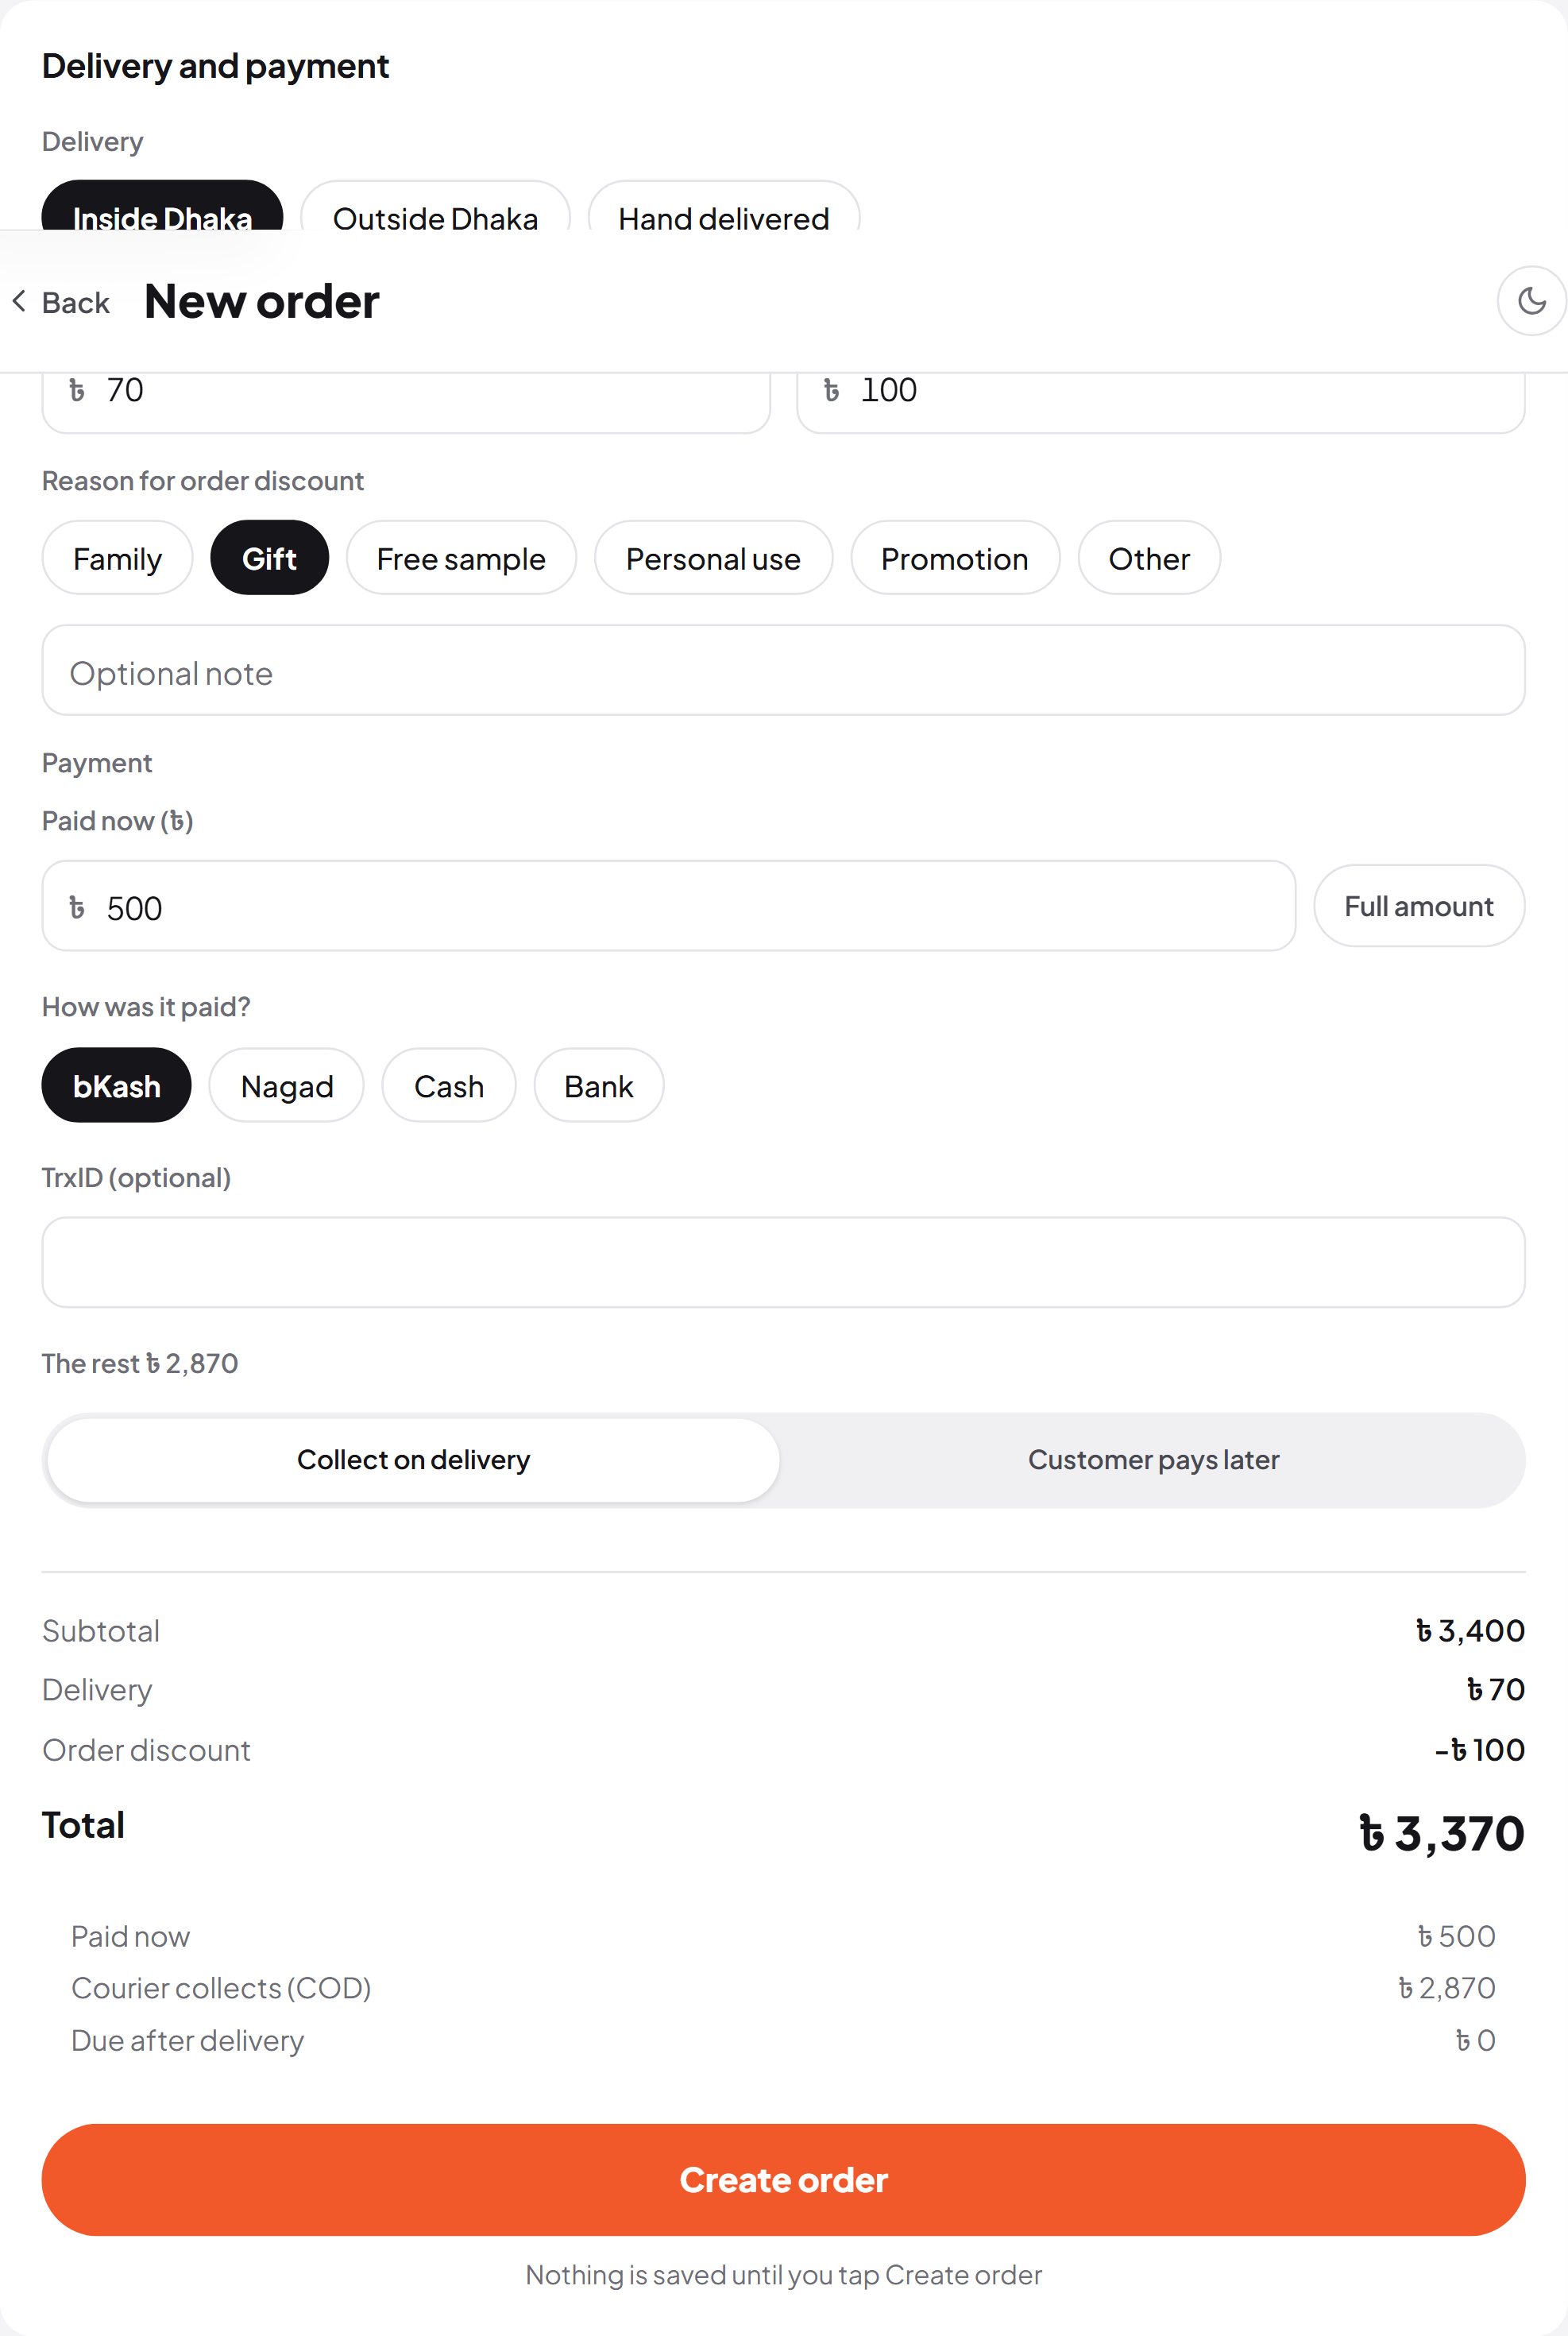 Delivery and payment
Delivery
Inside Dhaka Outside Dhaka Hand delivered
Back New order
৳ 70 ৳ 100
Reason for order discount
Family Gift Free sample Personal use Promotion Other
Optional note
Payment
Paid now (৳)
৳ 500 Full amount
How was it paid?
bKash Nagad Cash Bank
TrxID (optional)
The rest ৳ 2,870
Collect on delivery Customer pays later
Subtotal ৳ 3,400
Delivery ৳ 70
Order discount -৳ 100
Total ৳ 3,370
Paid now ৳ 500
Courier collects (COD) ৳ 2,870
Due after delivery ৳ 0
Create order
Nothing is saved until you tap Create order